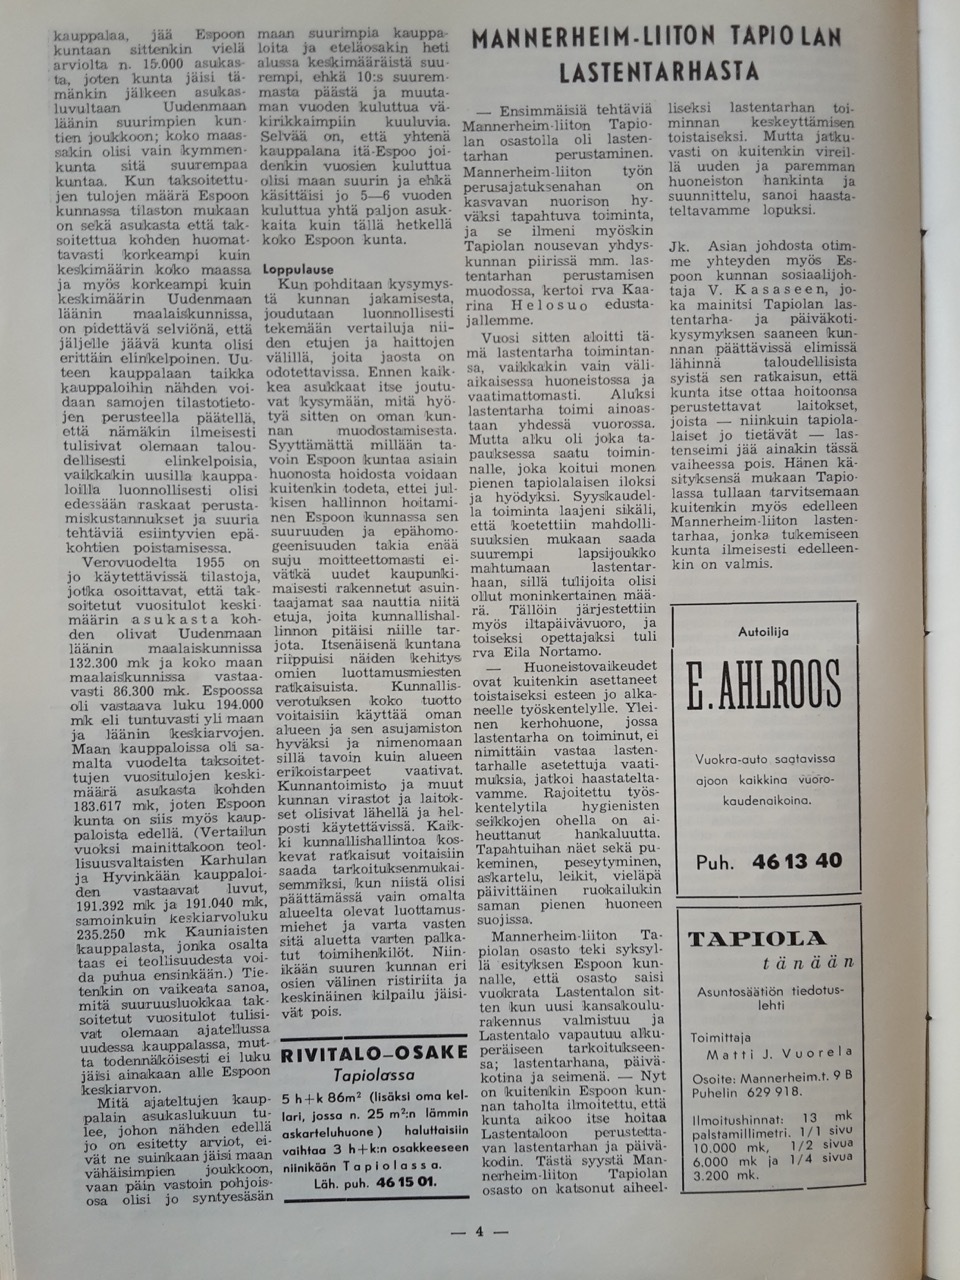 kauppalaa, jää Espoon
kuntaan sittenkin vielä
arviolta n. 15.000 asukas-
ta, joten kunta jäisi tä-
mänkin jälkeen asukas-
luvultaan Uudenmaan
läänin suurimpien kun-
tien joukkoon; koko maas-
sakin olisi vain kymmen-
kunta sitä suurempaa
kuntaa. Kun taksoitettu-
jen tulojen määrä Espoon
kunnassa tilaston mukaan
on sekä asukasta että tak-
soitettua kohden huomat-
tavasti korkeampi kuin
keskimäärin koko maassa
ja myös korkeampi kuin
keskimäärin Uudenmaan
läänin maalaiskunnissa,
on pidettävä selviönä, että
jäljelle jäävä kunta olisi
erittäin elinkelpoinen. Uu-
teen kauppalaan taikka
kauppaloihin nähden voi-
daan samojen tilastotieto-
jen perusteella päätellä,
että nämäkin ilmeisesti
tulisivat olemaan talou-
dellisesti elinkelpoisia,
vaikkakin uusilla kauppa-
loilla luonnollisesti olisi
edessään raskaat perusta-
miskustannukset ja suuria
tehtäviä esiintyvien epä-
kohtien poistamisessa.
Verovuodelta 1955 on
jo käytettävissä tilastoja,
jotka osoittavat, että tak-
soitetut vuositulot keski-
määrin asukasta koh-
den olivat Uudenmaan
läänin maalaiskunnissa
132.300 mk ja koko maan
maalaiskunnissa vastaa-
vasti 86.300 mk. Espoossa
oli vastaava luku 194.000
mk eli tuntuvasti yli maan
ja läänin keskiarvojen.
Maan kauppaloissa oli sa-
malta vuodelta taksoitet-
tujen vuositulojen keski-
määrä asukasta kohden
183.617 mk, joten Espoon
kunta on siis myös kaup-
paloista edellä. (Vertailun
vuoksi mainittakoon teol-
lisuusvaltaisten Karhulan
ja Hyvinkään kauppaloi-
den vastaavat luvut,
191.392 mk ja 191.040 mk,
samoinkuin keskiarvoluku
235.250 mk Kauniaisten
kauppalasta, jonka osalta
taas ei teollisuudesta voi-
da puhua ensinkään.) Tie-
tenkin on vaikeata sanoa,
mitä suuruusluokkaa tak-
soitetut vuositulot tulisi-
vat olemaan ajatellussa
uudessa kauppalassa, mut-
ta todennäköisesti ei luku
jäisi ainakaan alle Espoon
keskiarvon.
Mitä ajateltujen kaup-
palain asukaslukuun tu-
lee, johon nähden edellä
jo on esitetty arviot, ei-
vät ne suinkaan jäisi maan
vähäisimpien joukkoon,
vaan päin vastoin pohjois-
osa olisi jo syntyesäsän
maan suurimpia kauppa-
loita ja eteläosakin heti
alussa keskimääräistä suu-
rempi, ehkä 10:s suurem-
masta päästä ja muuta-
man vuoden kuluttua vä-
kirikkaimpiin kuuluvia.
Selvää on, että yhtenä
kauppalana itä-Espoo joi-
denkin vuosien kuluttua
olisi maan suurin ja ehkä
käsittäisi jo 5—6 vuoden
kuluttua yhtä paljon asuk-
kaita kuin tällä hetkellä
koko Espoon kunta.
Loppulause
Kun pohditaan kysymys-
tä kunnan jakamisesta,
joudutaan luonnollisesti
tekemään vertailuja nii-
den etujen ja haittojen
välillä, joita jaosta on
odotettavissa. Ennen kaik-
kea asukkaat itse joutu-
vat kysymään, mitä hyö-
tyä sitten on oman kun-
nan muodostamisesta.
Syyttämättä millään ta-
voin Espoon kuntaa asiain
huonosta hoidosta voidaan
kuitenkin todeta, ettei jul-
kisen hallinnon hoitami-
nen Espoon kunnassa sen
suuruuden ja epähomo-
geenisuuden takia enää
suju moitteettomasti ei-
vätkä uudet kaupunki-
maisesti rakennetut asuin-
taajamat saa nauttia niitä
etuja, joita kunnallishal-
linnon pitäisi niille tar-
jota. Itsenäisenä kuntana
riippuisi näiden kehitys
omien luottamusmiesten
ratkaisuista. Kunnallis-
verotuksen koko tuotto
voitaisiin käyttää oman
alueen ja sen asujamiston
hyväksi ja nimenomaan
sillä tavoin kuin alueen
erikoistarpeet vaativat.
Kunnantoimisto ja muut
kunnan virastot ja laitok-
set olisivat lähellä ja hel-
posti käytettävissä. Kaik-
ki kunnallishallintoa kos-
kevat ratkaisut voitaisiin
saada tarkoituksenmukai-
semmiksi, kun niistä olisi
päättämässä vain omalta
alueelta olevat luottamus-
miehet ja varta vasten
sitä aluetta varten palka-
tut toimihenkilöt. Niin-
ikään suuren kunnan eri
osien välinen ristiriita ja
keskinäinen kilpailu jäisi-
vät pois.
RIVITALO–OSAKE
Tapiolassa
5 h+k 86m² (lisäksi oma kel-
lari, jossa n. 25 m²:n lämmin
askarteluhuone) haluttaisiin
vaihtaa 3 h+k:n osakkeeseen
niinikään Tapiolassa.
Läh. puh. 46 15 01.
MANNERHEIM-LIITON TAPIOLAN
LASTENTARHASTA
— Ensimmäisiä tehtäviä
Mannerheim-liiton Tapio-
lan osastolla oli lasten-
tarhan perustaminen.
Mannerheim-liiton työn
perusajatuksenahan on
kasvavan nuorison hy-
väksi tapahtuva toiminta,
ja se ilmeni myöskin
Tapiolan nousevan yhdys-
kunnan piirissä mm. las-
tentarhan perustamisen
muodossa, kertoi rva Kaa-
rina Helosuo edusta-
jallemme.
Vuosi sitten aloitti tä-
mä lastentarha toimintan-
sa, vaikkakin vain väli-
aikaisessa huoneistossa ja
vaatimattomasti. Aluksi
lastentarha toimi ainoas-
taan yhdessä vuorossa.
Mutta alku oli joka ta-
pauksessa saatu toimin-
nalle, joka koitui monen
pienen tapiolalaisen iloksi
ja hyödyksi. Syyskaudel-
la toiminta laajeni sikäli,
että koetettiin mahdolli-
suuksien mukaan saada
suurempi lapsijoukko
mahtumaan lastentar-
haan, sillä tulijoita olisi
ollut moninkertainen mää-
rä. Tällöin järjestettiin
myös iltapäivävuoro, ja
toiseksi opettajaksi tuli
rva Eila Nortamo.
— Huoneistovaikeudet
ovat kuitenkin asettaneet
toistaiseksi esteen jo alka-
neelle työskentelylle. Ylei-
nen kerhohuone, jossa
lastentarha on toiminut, ei
nimittäin vastaa lasten-
tarhalle asetettuja vaati-
muksia, jatkoi haastatelta-
vamme. Rajoitettu työs-
kentelytila hygienisten
seikkojen ohella on ai-
heuttanut hankaluutta.
Tapahtuihan näet sekä pu-
keminen, peseytyminen,
askartelu, leikit, vieläpä
päivittäinen ruokailukin
saman pienen huoneen
suojissa.
Mannerheim-liiton Ta-
piolan osasto teki syksyl-
lä esityksen Espoon kun-
nalle, että osasto saisi
vuokrata Lastentalon sit-
ten kun uusi kansakoulu-
rakennus valmistuu ja
Lastentalo vapautuu alku-
peräiseen tarkoitukseen-
sa; lastentarhana, päivä-
kotina ja seimenä. — Nyt
on kuitenkin Espoon kun-
nan taholta ilmoitettu, että
kunta aikoo itse hoitaa
Lastentaloon perustetta-
van lastentarhan ja päivä-
kodin. Tästä syystä Man-
nerheim-liiton Tapiolan
osasto on katsonut aiheel-
liseksi lastentarhan toi-
minnan keskeyttämisen
toistaiseksi. Mutta jatku-
vasti on kuitenkin vireil-
lä uuden ja paremman
huoneiston hankinta ja
suunnittelu, sanoi haasta-
teltavamme lopuksi.
Jk. Asian johdosta otim-
me yhteyden myös Es-
poon kunnan sosiaalijoh-
taja V. Kasaseen, jo-
ka mainitsi Tapiolan las-
tentarha- ja päiväkoti-
kysymyksen saaneen kun-
nan päättävissä elimissä
lähinnä taloudellisista
syistä sen ratkaisun, että
kunta itse ottaa hoitoonsa
perustettavat laitokset,
joista — niinkuin tapiola-
laiset jo tietävät — las-
tenseimi jää ainakin tässä
vaiheessa pois. Hänen kä-
sityksensä mukaan Tapio-
lassa tullaan tarvitsemaan
kuitenkin myös edelleen
Mannerheim-liiton lasten-
tarhaa, jonka tukemiseen
kunta ilmeisesti edelleen-
kin on valmis.
Autoilija
E. AHLROOS
Vuokra-auto saatavissa
ajoon kaikkina vuoro-
kaudenaikoina.
Puh. 46 13 40
TAPIOLA
tänään
Asuntosäätiön tiedotus-
lehti
Toimittaja
Matti J. Vuorela
Osoite: Mannerheim.t. 9 B
Puhelin 629 918.
Ilmoitushinnat: 13 mk
palstamillimetri. 1/1 sivu
10.000 mk, 1/2 sivua
6.000 mk ja 1/4 sivua
3.200 mk.
— 4 —